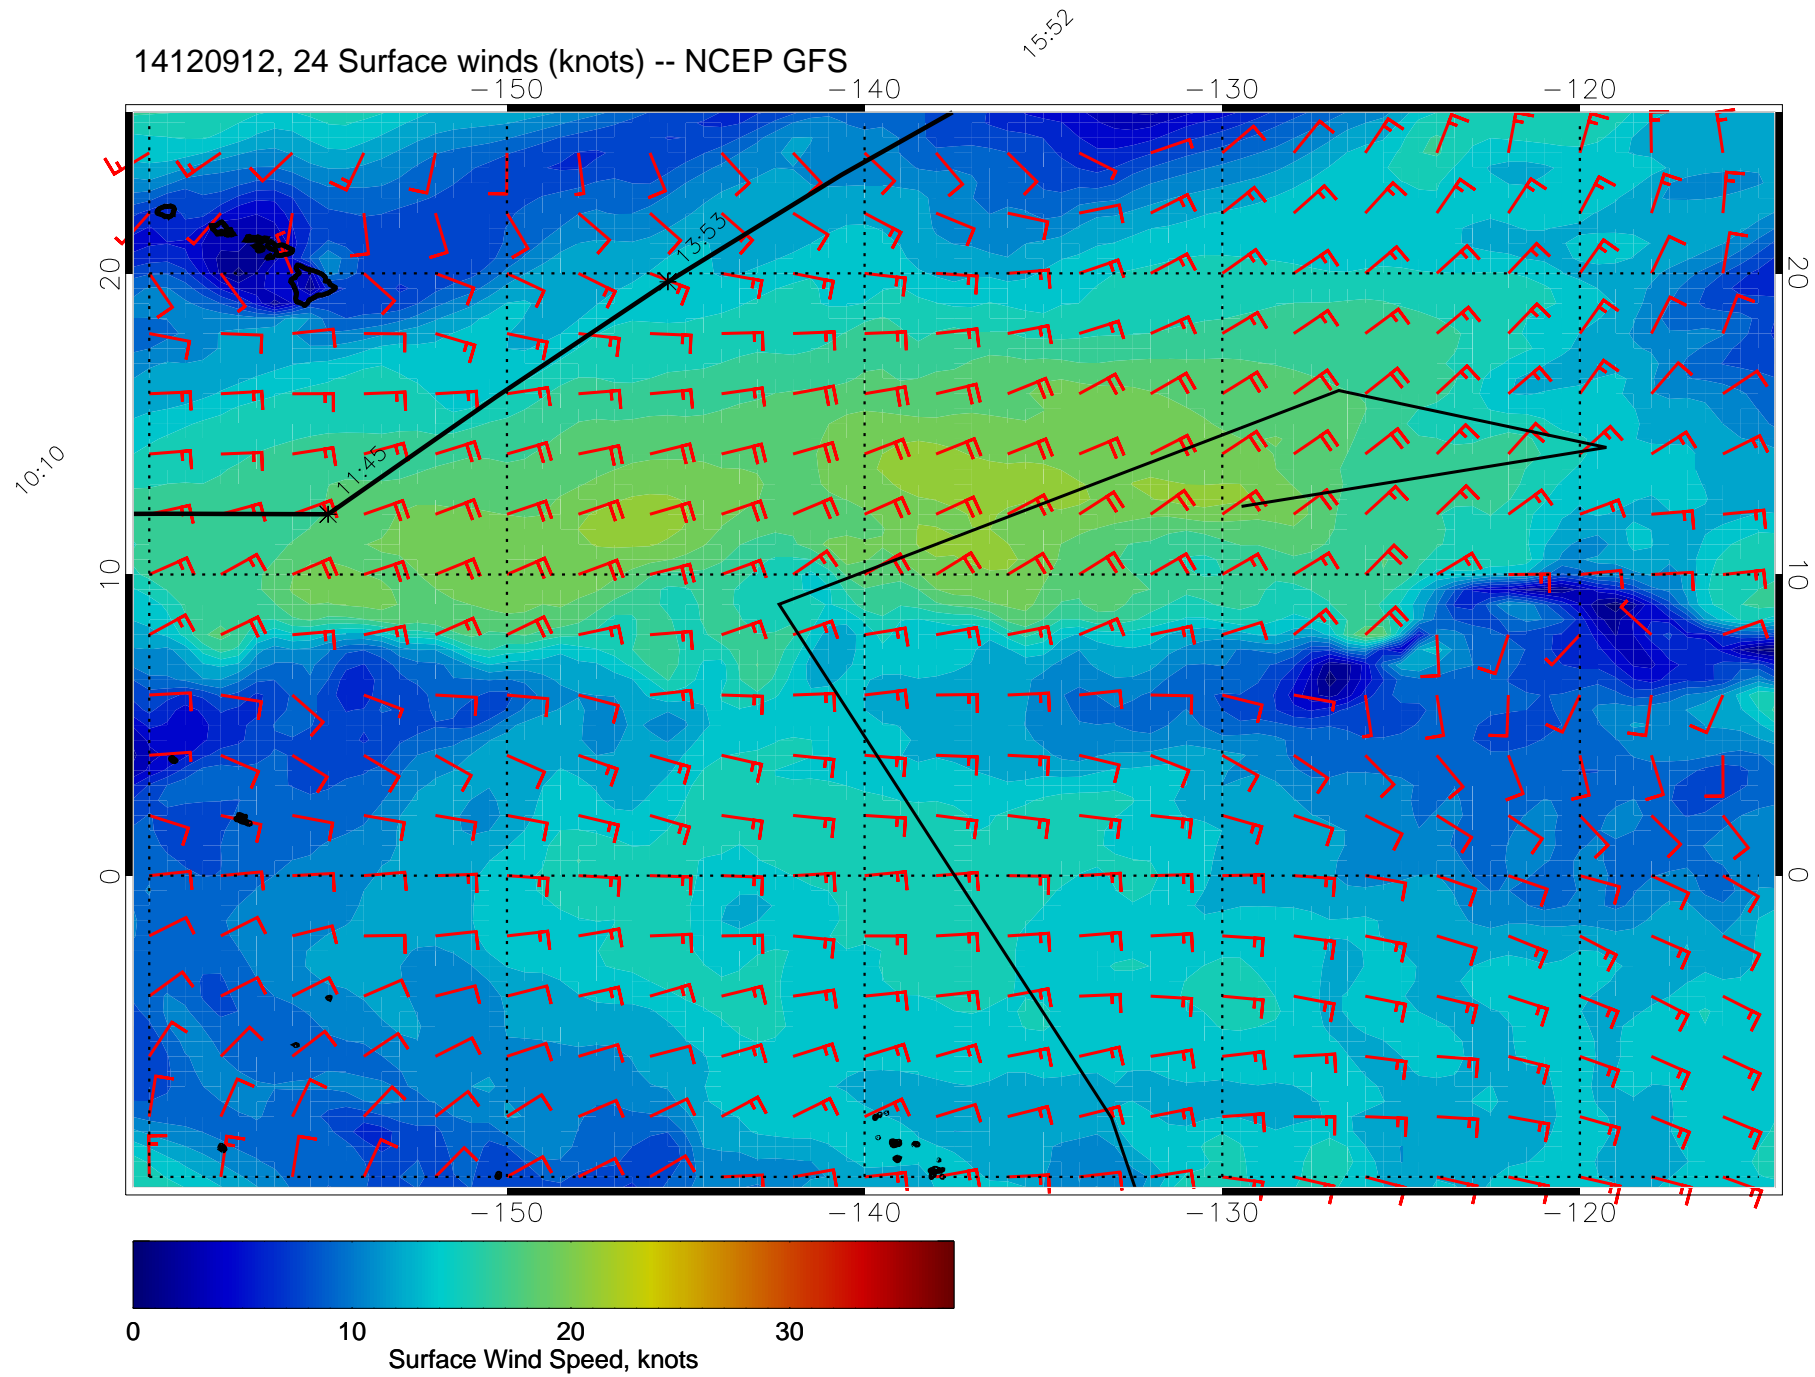 15:52
14120912, 24 Surface winds (knots) -- NCEP GFS
-150 -140 -130 -120
13:53
20 20
11:45
10:10
10 10
0 0
-150 -140 -130 -120
0 10 20 30
Surface Wind Speed, knots